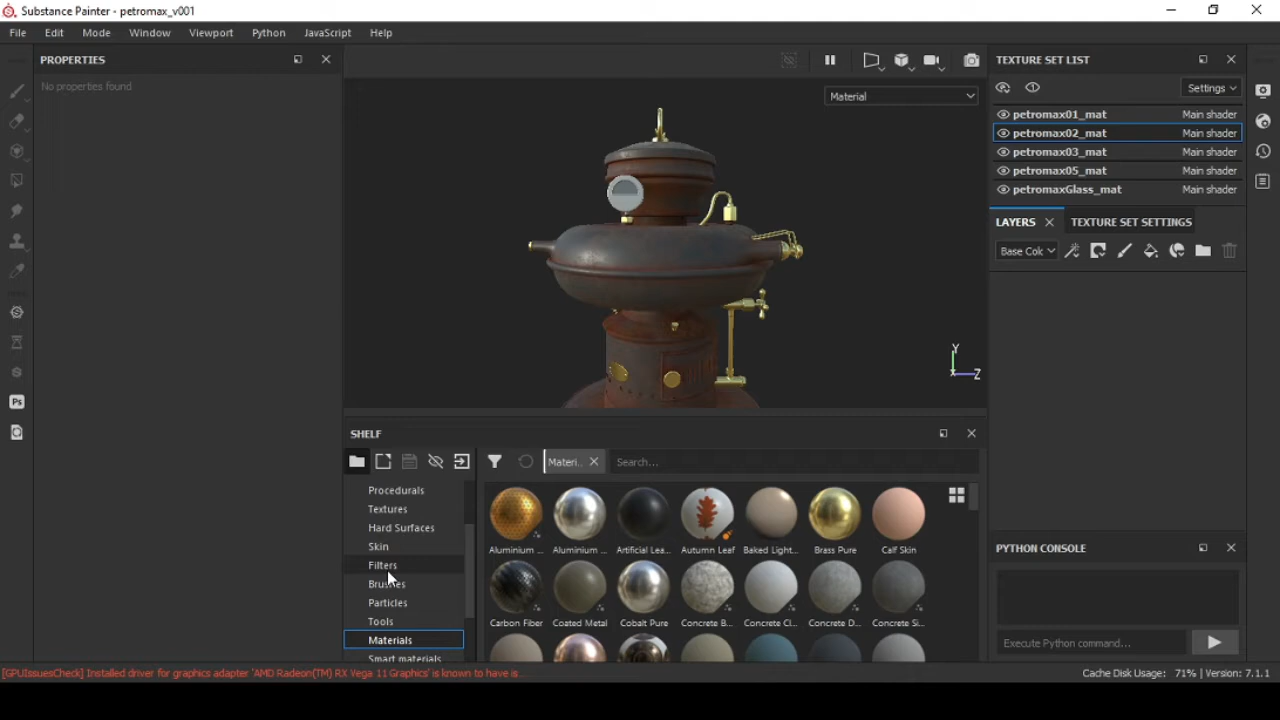 Substance Painter - petromax_v001
File Edit Mode Window Viewport Python JavaScript Help
PROPERTIES
No properties found
Material
TEXTURE SET LIST
Settings
petromax01_mat Main shader
petromax02_mat Main shader
petromax03_mat Main shader
petromax05_mat Main shader
petromaxGlass_mat Main shader
LAYERS TEXTURE SET SETTINGS
Base Col
Y
Z
Ps
SHELF
Materi.. Search...
Procedurals
Textures
Hard Surfaces
Skin
Filters
Brushes
Particles
Tools
Materials
Smart materials
Aluminium ... Aluminium ... Artificial Lea... Autumn Leaf Baked Light... Brass Pure Calf Skin
Carbon Fiber Coated Metal Cobalt Pure Concrete B... Concrete Cl... Concrete D... Concrete Si...
PYTHON CONSOLE
Execute Python command...
[GPUIssuesCheck] Installed driver for graphics adapter 'AMD Radeon(TM) RX Vega 11 Graphics' is known to have is
Cache Disk Usage: 71% | Version: 7.1.1